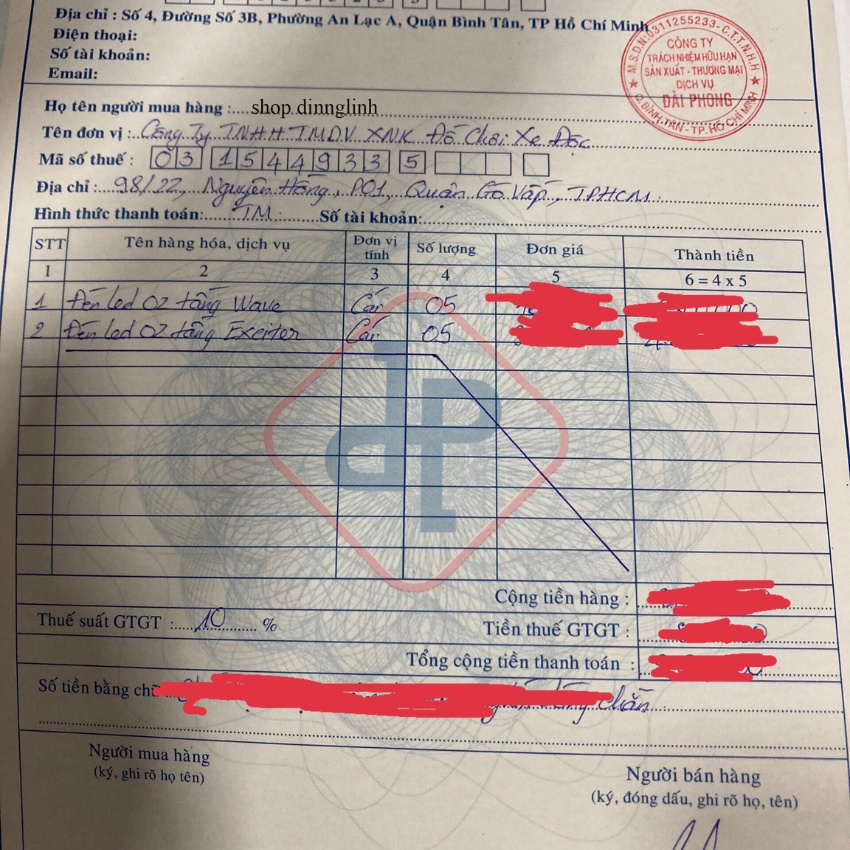 Địa chỉ : Số 4, Đường Số 3B, Phường An Lạc A, Quận Bình Tân, TP Hồ Chí Minh
Điện thoại:
Số tài khoản:
Email:
M.S.D.N:0311255233-C.T.T.N.H.H
CÔNG TY
TRÁCH NHIỆM HỮU HẠN
SẢN XUẤT - THƯƠNG MẠI
DỊCH VỤ
ĐẠI PHONG
Q.BÌNH TÂN - TP.HỒ CHÍ MINH
Họ tên người mua hàng : shop.dinnglinh
Tên đơn vị : Công Ty TNHH TMDV XNK Đồ Chơi Xe Độc
Mã số thuế : 03 15449335
Địa chỉ : 98/22, Nguyên Hồng, P01, Quận Gò Vấp, TPHCM
Hình thức thanh toán: TM Số tài khoản:
STT Tên hàng hóa, dịch vụ Đơn vị tính Số lượng Đơn giá Thành tiền
1 2 3 4 5 6 = 4 x 5
1 Đèn led 02 tầng Wave Cái 05
2 Đèn led 02 tầng Exciter Cái 05
Cộng tiền hàng :
Thuế suất GTGT : 10 % Tiền thuế GTGT :
Tổng cộng tiền thanh toán :
Số tiền bằng chữ chẵn
Người mua hàng
(ký, ghi rõ họ tên)
Người bán hàng
(ký, đóng dấu, ghi rõ họ, tên)